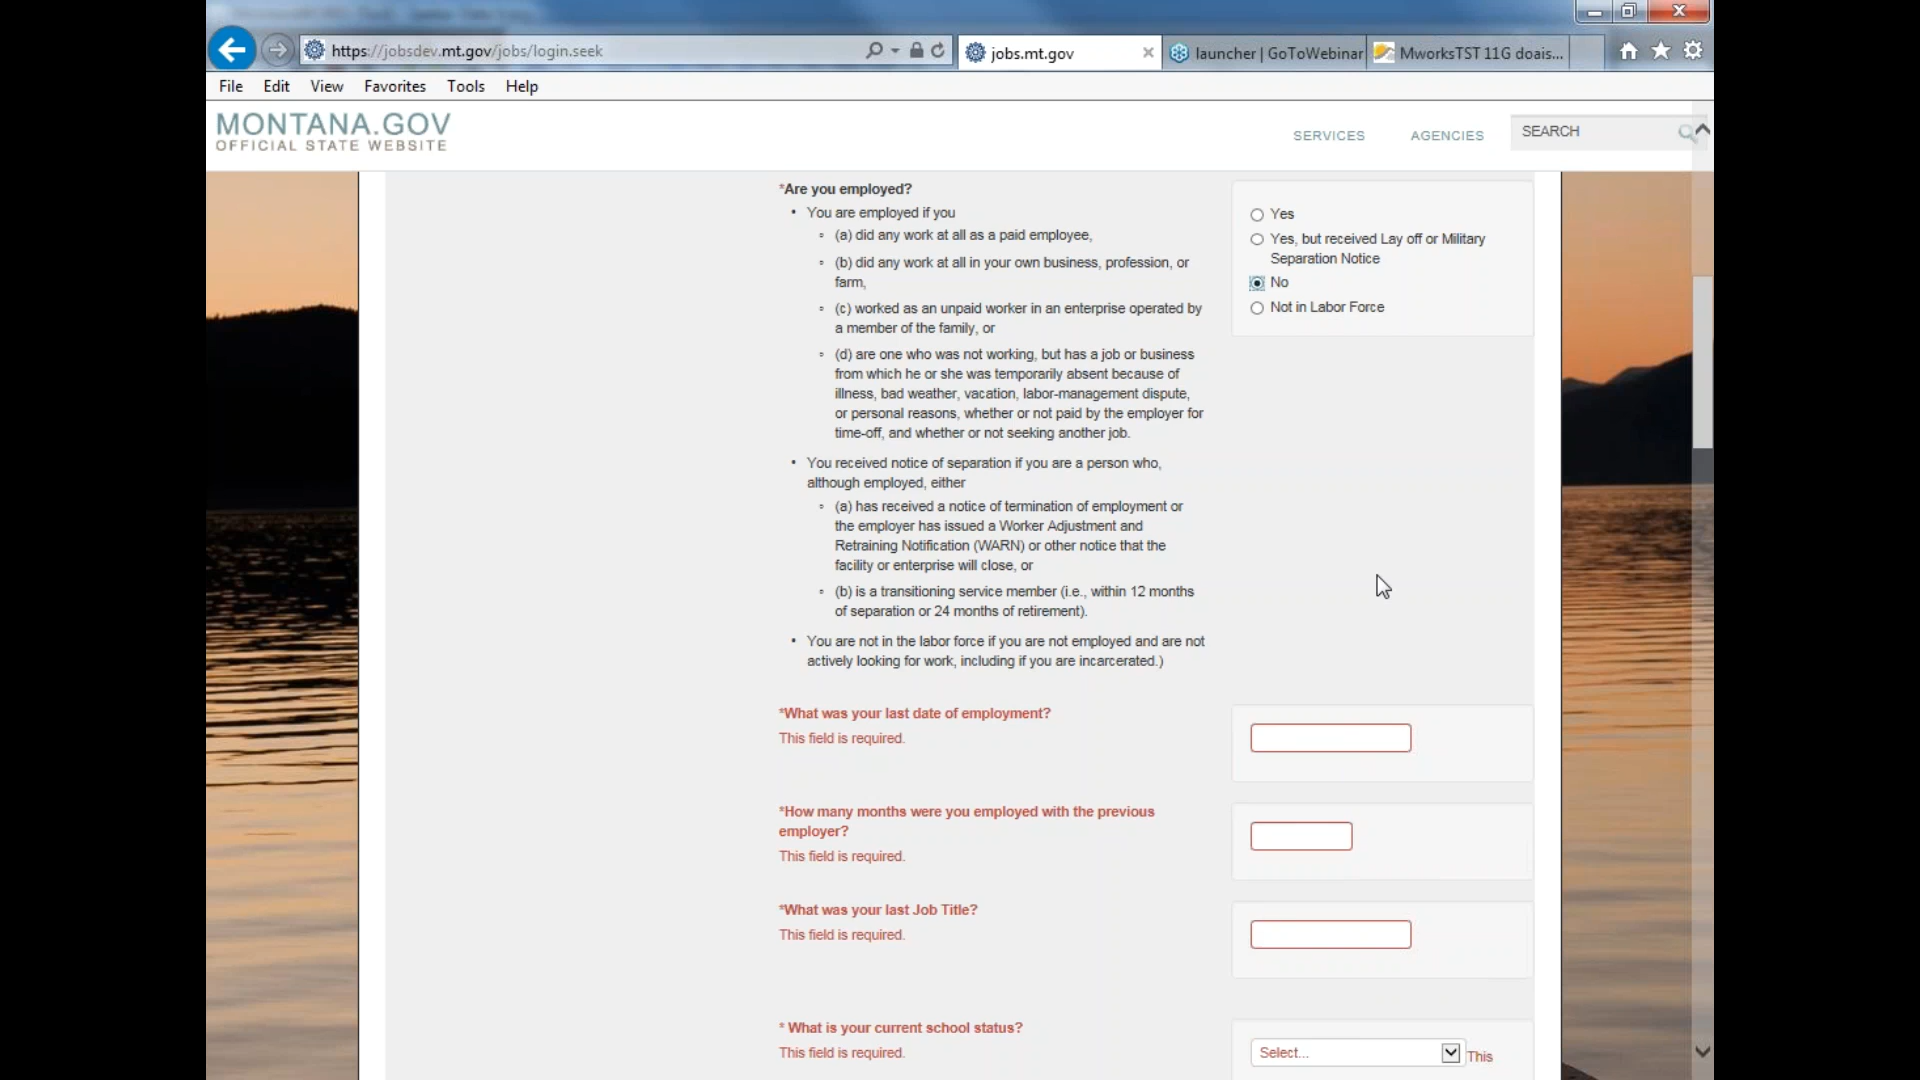 https://jobsdev.mt.gov/jobs/login.seek
jobs.mt.gov
launcher | GoToWebinar
MworksTST 11G doais...
File Edit View Favorites Tools Help
MONTANA.GOV
OFFICIAL STATE WEBSITE
SERVICES
AGENCIES
SEARCH
*Are you employed?
• You are employed if you
◦ (a) did any work at all as a paid employee,
◦ (b) did any work at all in your own business, profession, or
farm,
◦ (c) worked as an unpaid worker in an enterprise operated by
a member of the family, or
◦ (d) are one who was not working, but has a job or business
from which he or she was temporarily absent because of
illness, bad weather, vacation, labor-management dispute,
or personal reasons, whether or not paid by the employer for
time-off, and whether or not seeking another job.
• You received notice of separation if you are a person who,
although employed, either
◦ (a) has received a notice of termination of employment or
the employer has issued a Worker Adjustment and
Retraining Notification (WARN) or other notice that the
facility or enterprise will close, or
◦ (b) is a transitioning service member (i.e., within 12 months
of separation or 24 months of retirement).
• You are not in the labor force if you are not employed and are not
actively looking for work, including if you are incarcerated.)
Yes
Yes, but received Lay off or Military
Separation Notice
No
Not in Labor Force
*What was your last date of employment?
This field is required.
*How many months were you employed with the previous
employer?
This field is required.
*What was your last Job Title?
This field is required.
* What is your current school status?
This field is required.
Select...
This